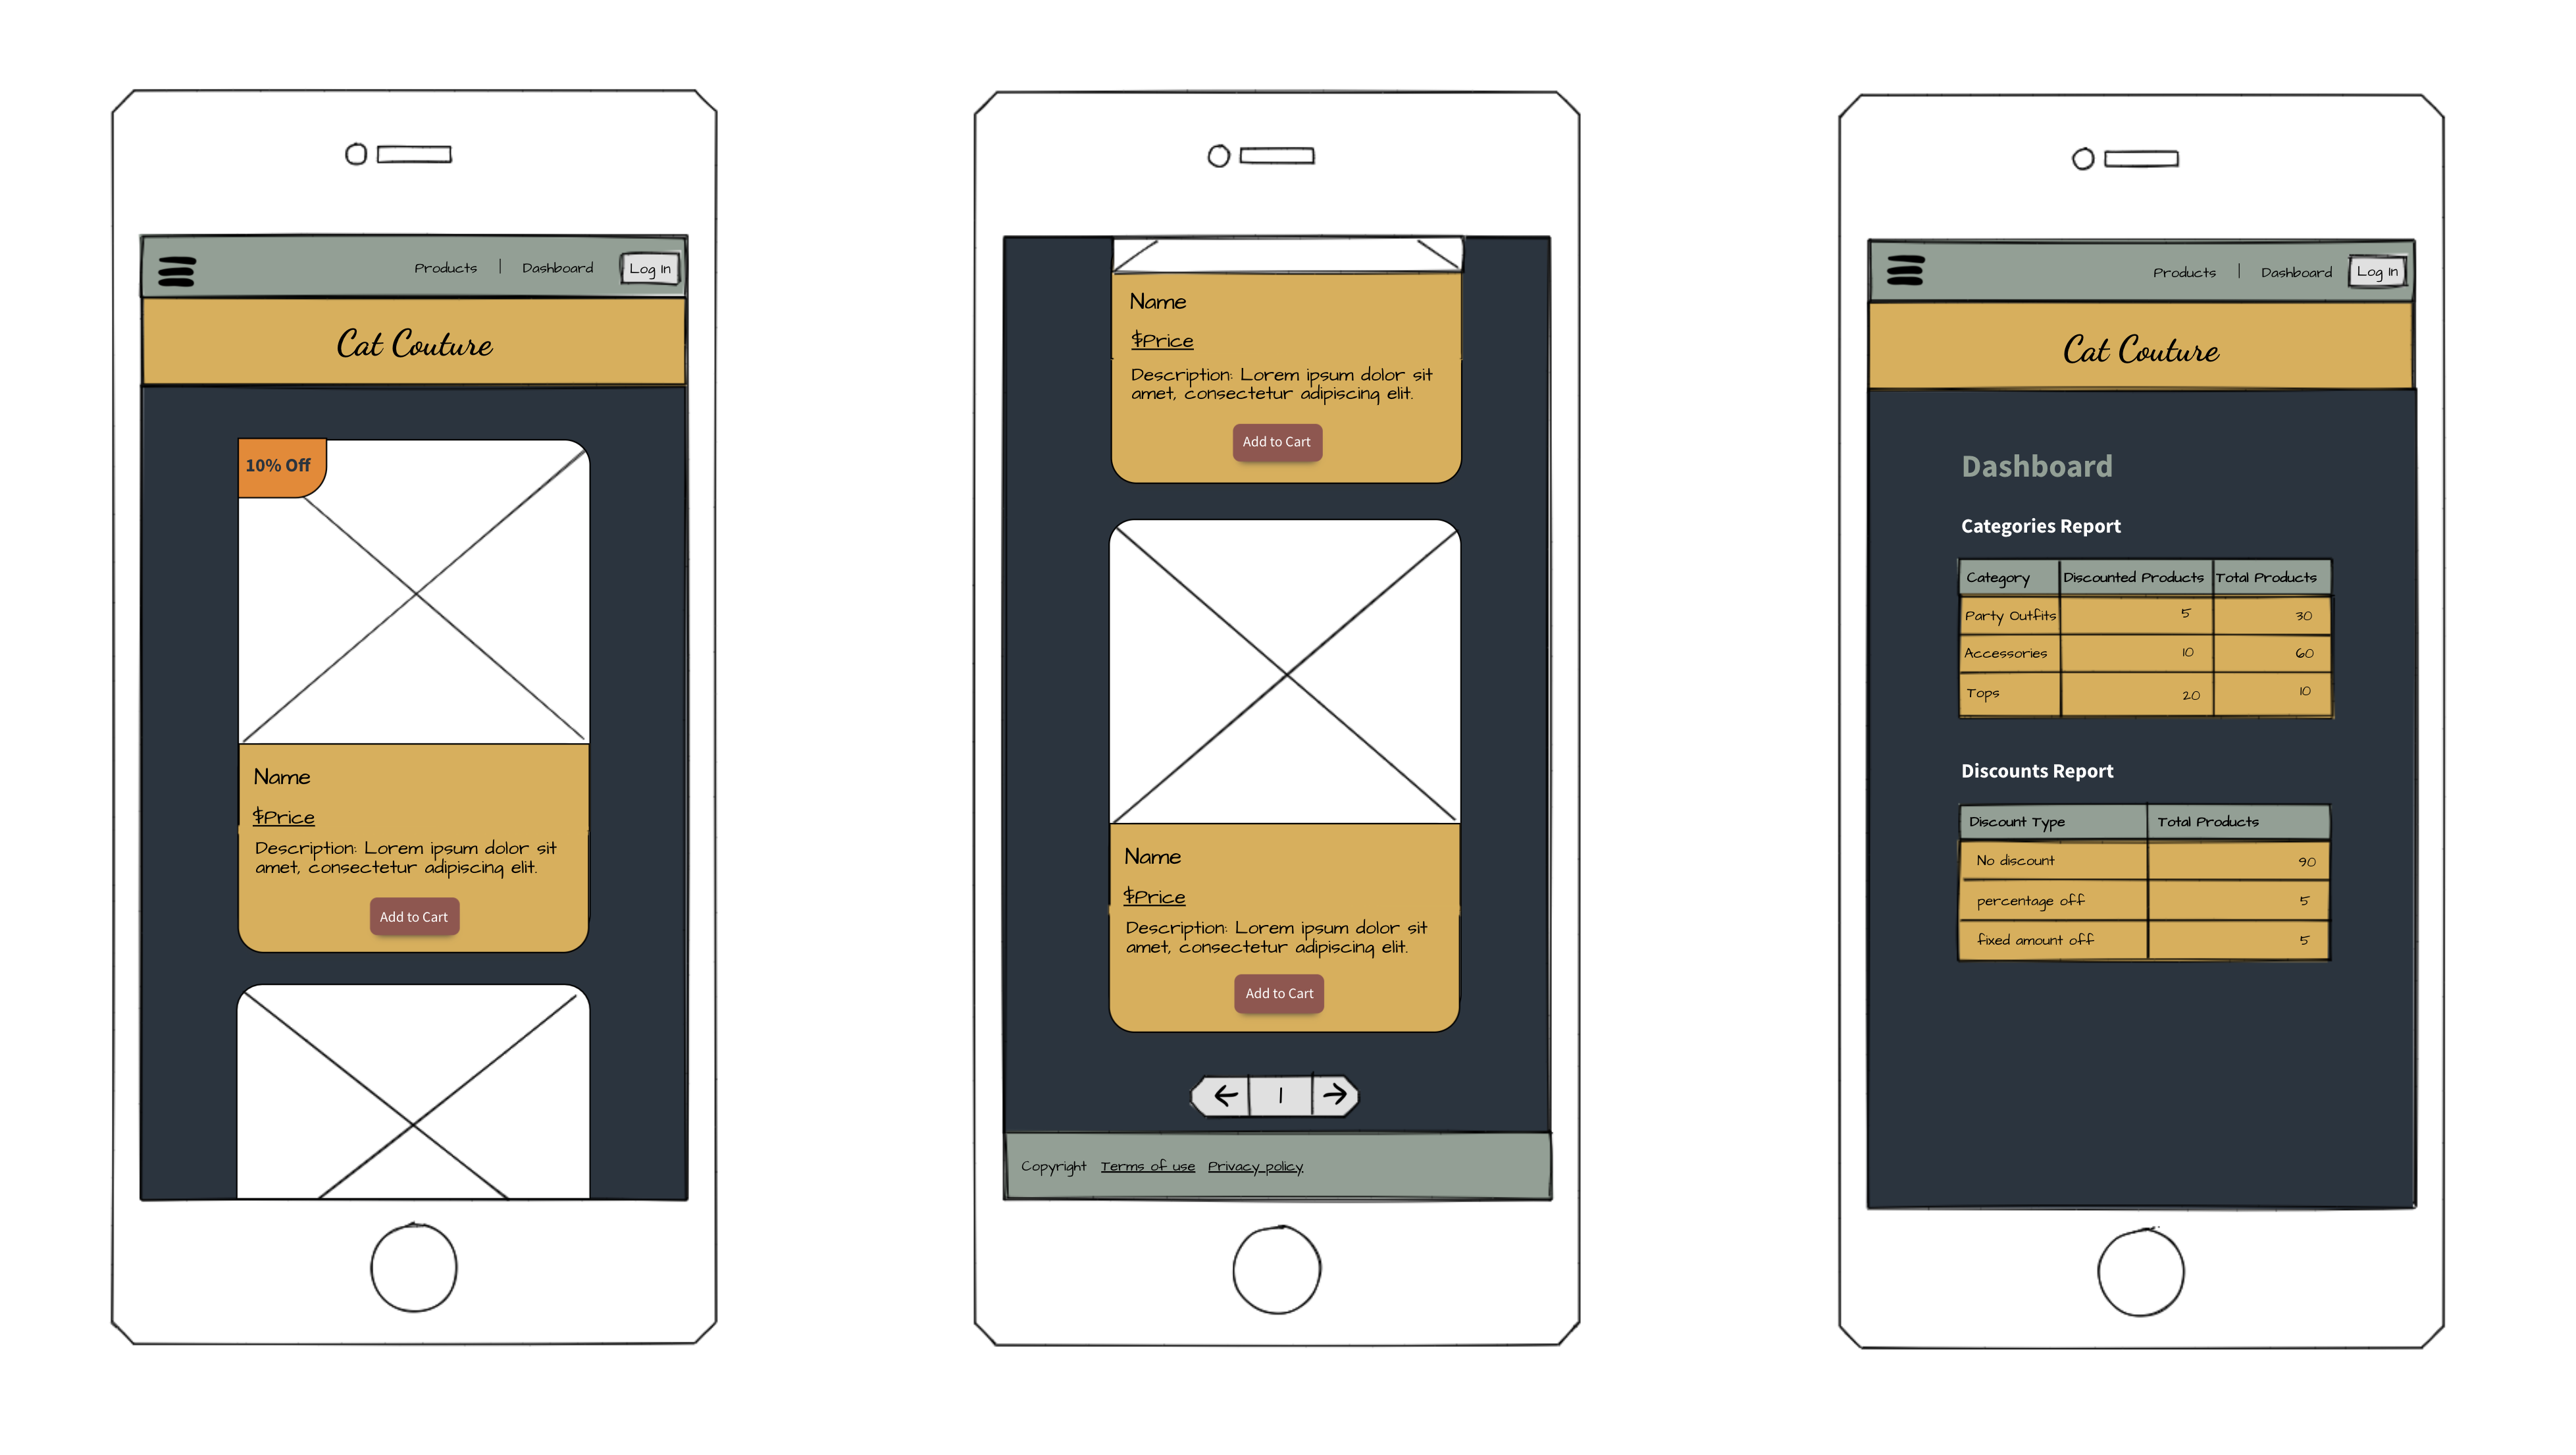 Products | Dashboard Log In
Cat Couture
10% Off
Name
$Price
Description: Lorem ipsum dolor sit
amet, consectetur adipiscing elit.
Add to Cart
Name
$Price
Description: Lorem ipsum dolor sit
amet, consectetur adipiscing elit.
Add to Cart
Name
$Price
Description: Lorem ipsum dolor sit
amet, consectetur adipiscing elit.
Add to Cart
1
Copyright Terms of use Privacy policy
Products | Dashboard Log In
Cat Couture
Dashboard
Categories Report
Category Discounted Products Total Products
Party Outfits 5 30
Accessories 10 60
Tops 20 10
Discounts Report
Discount Type Total Products
No discount 90
percentage off 5
fixed amount off 5